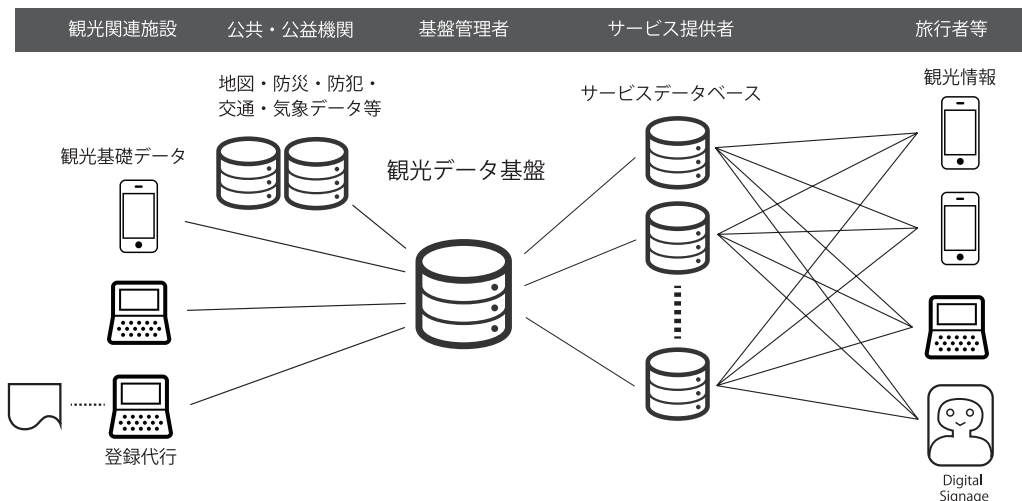 観光関連施設
公共・公益機関
基盤管理者
サービス提供者
旅行者等
地図・防災・防犯・
交通・気象データ等
観光基礎データ
観光データ基盤
サービスデータベース
観光情報
登録代行
Digital
Signage